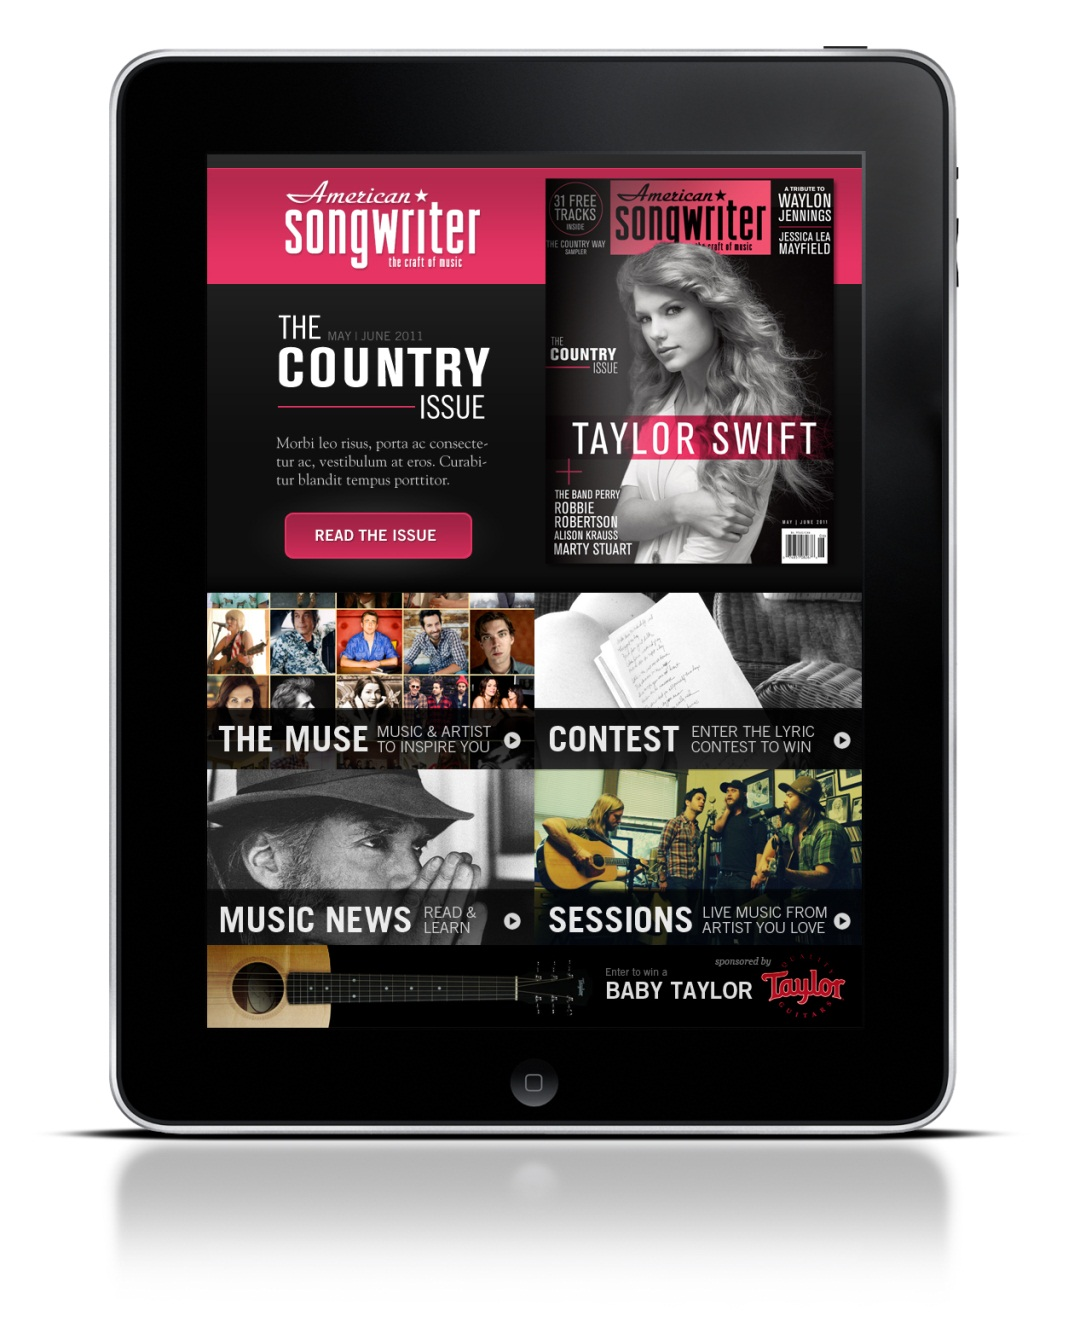 American
songwriter
the craft of music
THE
MAY | JUNE 2011
COUNTRY
ISSUE
Morbi leo risus, porta ac consecte-
tur ac, vestibulum at eros. Curabi-
tur blandit tempus porttitor.
READ THE ISSUE
31 FREE
TRACKS
INSIDE
THE COUNTRY WAY
SAMPLER
American
songwriter
the craft of music
A TRIBUTE TO
WAYLON
JENNINGS
JESSICA LEA
MAYFIELD
THE
COUNTRY
ISSUE
TAYLOR SWIFT
+
THE BAND PERRY
ROBBIE
ROBERTSON
ALISON KRAUSS
MARTY STUART
MAY | JUNE 2011
THE MUSE
MUSIC & ARTIST
TO INSPIRE YOU
CONTEST
ENTER THE LYRIC
CONTEST TO WIN
MUSIC NEWS
READ &
LEARN
SESSIONS
LIVE MUSIC FROM
ARTIST YOU LOVE
Enter to win a
BABY TAYLOR
sponsored by
QUALITY
Taylor
GUITARS